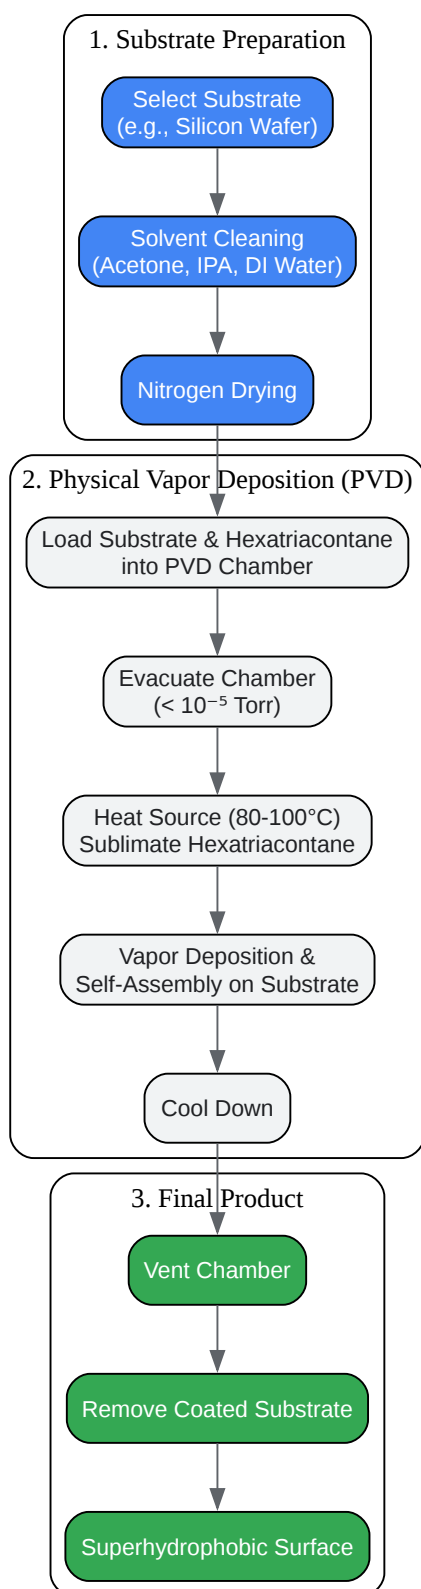 1. Substrate Preparation
Select Substrate
(e.g., Silicon Wafer)
Solvent Cleaning
(Acetone, IPA, DI Water)
Nitrogen Drying
2. Physical Vapor Deposition (PVD)
Load Substrate & Hexatriacontane
into PVD Chamber
Evacuate Chamber
(< 10⁻⁵ Torr)
Heat Source (80-100°C)
Sublimate Hexatriacontane
Vapor Deposition &
Self-Assembly on Substrate
Cool Down
3. Final Product
Vent Chamber
Remove Coated Substrate
Superhydrophobic Surface